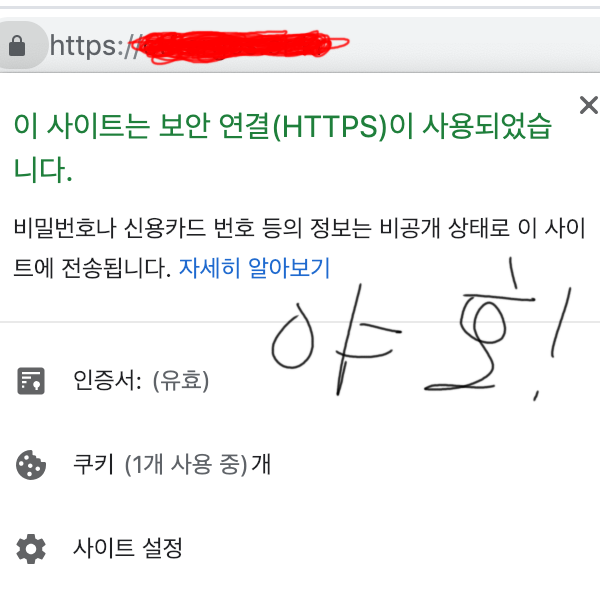 https://
이 사이트는 보안 연결(HTTPS)이 사용되었습
니다.
비밀번호나 신용카드 번호 등의 정보는 비공개 상태로 이 사이
트에 전송됩니다. 자세히 알아보기
야호!
인증서: (유효)
쿠키 (1개 사용 중)개
사이트 설정